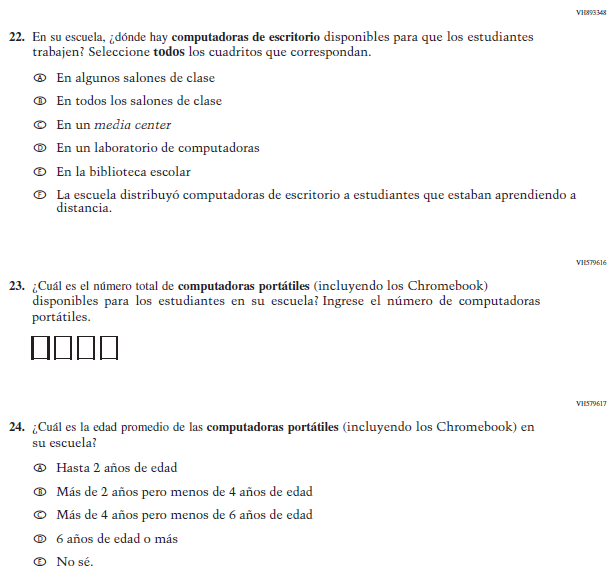 VH893348
22. En su escuela, ¿dónde hay computadoras de escritorio disponibles para que los estudiantes
trabajen? Seleccione todos los cuadritos que correspondan.
Ⓐ En algunos salones de clase
Ⓑ En todos los salones de clase
Ⓒ En un media center
Ⓓ En un laboratorio de computadoras
Ⓔ En la biblioteca escolar
Ⓕ La escuela distribuyó computadoras de escritorio a estudiantes que estaban aprendiendo a
distancia.
VH579616
23. ¿Cuál es el número total de computadoras portátiles (incluyendo los Chromebook)
disponibles para los estudiantes en su escuela? Ingrese el número de computadoras
portátiles.
VH579617
24. ¿Cuál es la edad promedio de las computadoras portátiles (incluyendo los Chromebook) en
su escuela?
Ⓐ Hasta 2 años de edad
Ⓑ Más de 2 años pero menos de 4 años de edad
Ⓒ Más de 4 años pero menos de 6 años de edad
Ⓓ 6 años de edad o más
Ⓔ No sé.